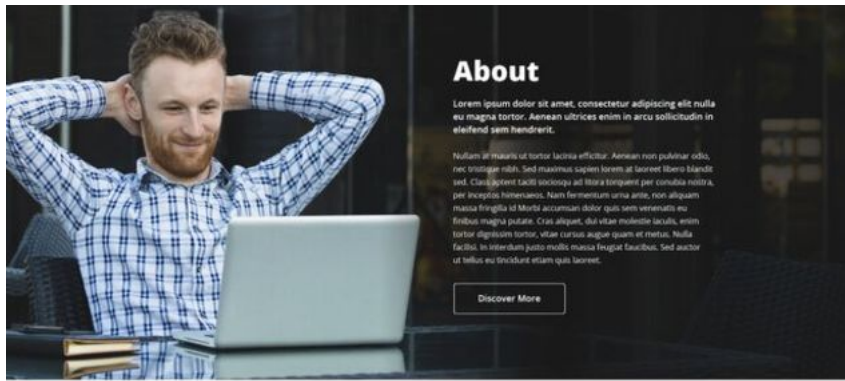 About
Lorem ipsum dolor sit amet, consectetur adipiscing elit nulla
eu magna tortor. Aenean ultrices enim in arcu sollicitudin in
eleifend sem hendrerit.
Nullam at mauris ut tortor lacinia efficitur. Aenean non pulvinar odio,
nec tristique nibh. Sed maximus sapien lorem at laoreet libero blandit
sed. Class aptent taciti sociosqu ad litora torquent per conubia nostra,
per inceptos himenaeos. Nam fermentum urna ante, non aliquam
massa fringilla id Morbi accumsan dolor quis sem venenatis eu
finibus magna putate. Cras aliquet, dui vitae molestie iaculis, enim
tortor dignissim tortor, vitae cursus augue quam et metus. Nulla
facilisi. In interdum justo mollis massa feugiat faucibus. Sed auctor
ut tellus eu tincidunt etiam quis laoreet.
Discover More